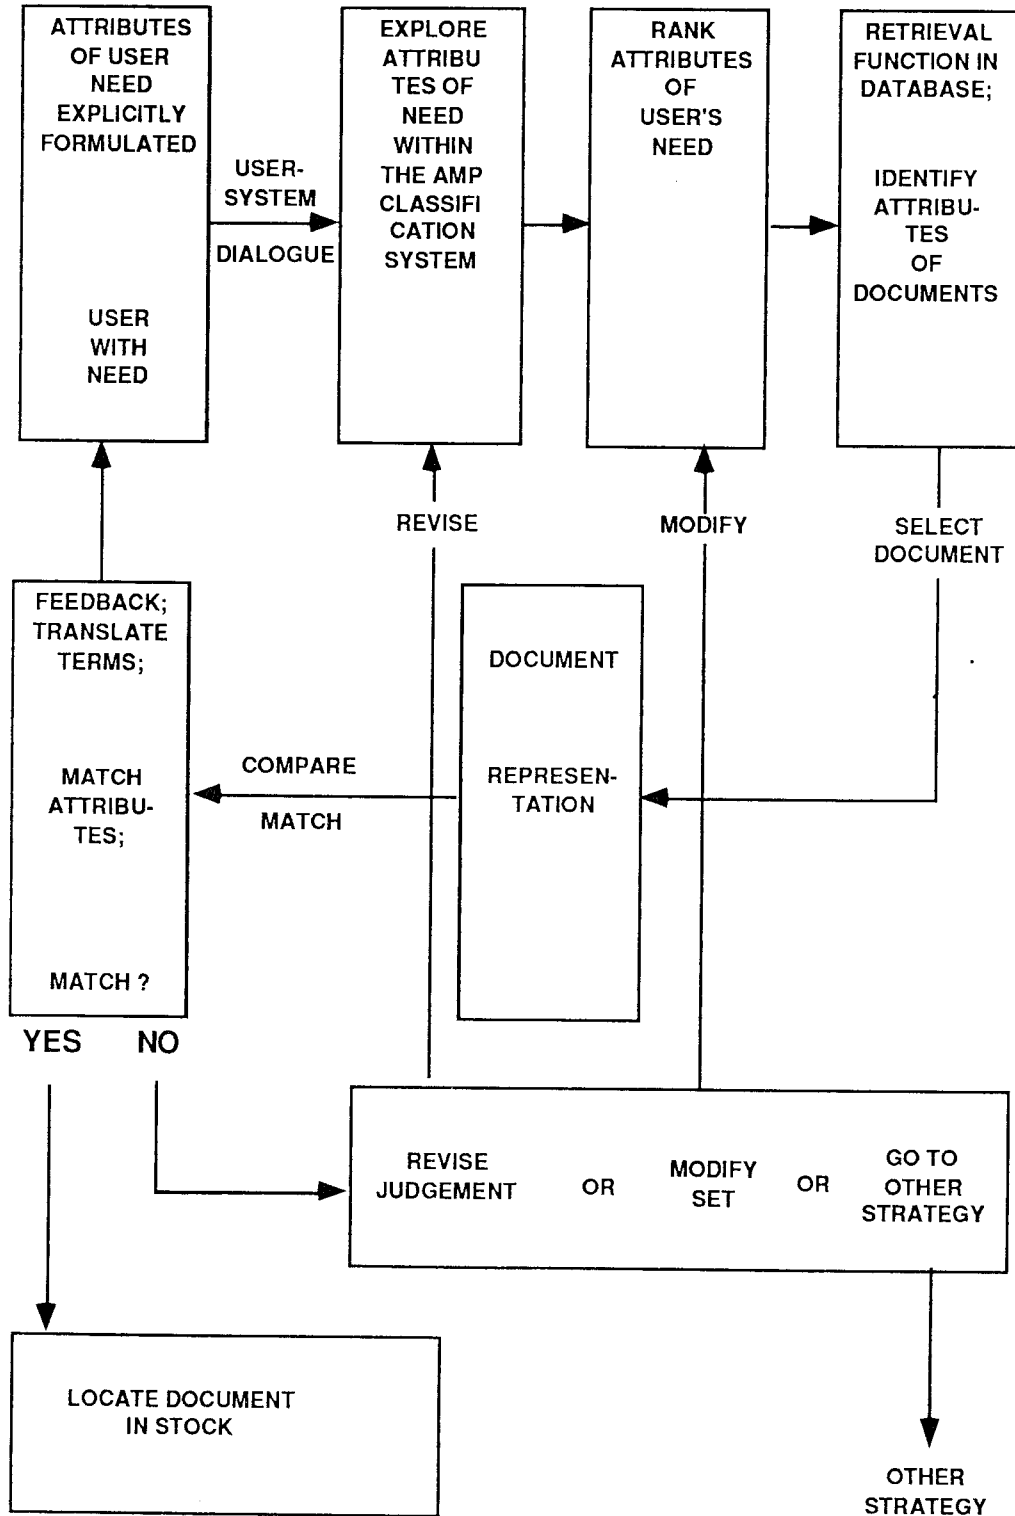 ATTRIBUTES
OF USER
NEED
EXPLICITLY
FORMULATED
USER
WITH
NEED
USER-
SYSTEM
DIALOGUE
EXPLORE
ATTRIBU
TES OF
NEED
WITHIN
THE AMP
CLASSIFI
CATION
SYSTEM
RANK
ATTRIBUTES
OF
USER'S
NEED
RETRIEVAL
FUNCTION IN
DATABASE;
IDENTIFY
ATTRIBU-
TES
OF
DOCUMENTS
REVISE
MODIFY
SELECT
DOCUMENT
FEEDBACK;
TRANSLATE
TERMS;
MATCH
ATTRIBU-
TES;
MATCH ?
COMPARE
MATCH
DOCUMENT
REPRESEN-
TATION
YES NO
REVISE
JUDGEMENT
OR
MODIFY
SET
OR
GO TO
OTHER
STRATEGY
LOCATE DOCUMENT
IN STOCK
OTHER
STRATEGY